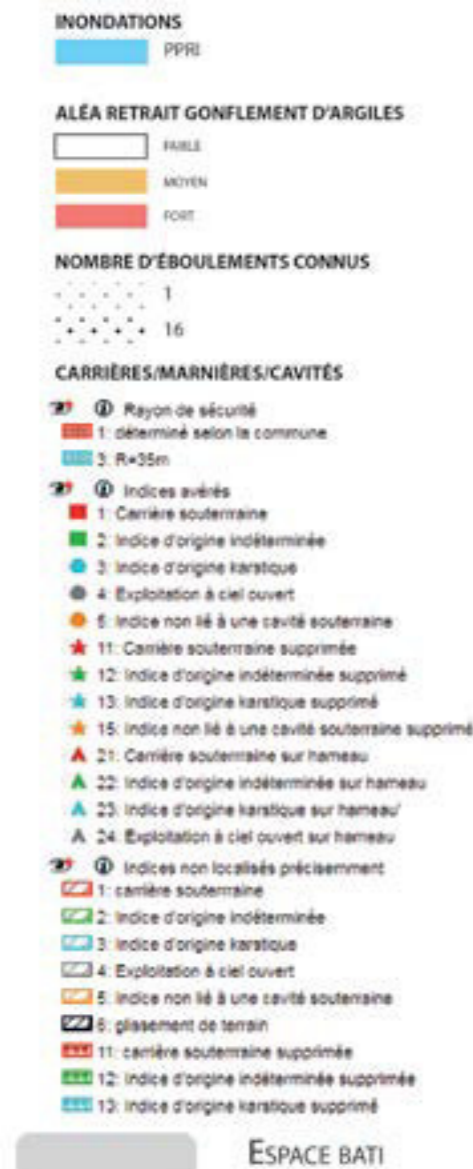 INONDATIONS
PPRI
ALÉA RETRAIT GONFLEMENT D'ARGILES
FAIBLE
MOYEN
FORT
NOMBRE D'ÉBOULEMENTS CONNUS
1
16
CARRIÈRES/MARNIÈRES/CAVITÉS
Rayon de sécurité
1: déterminé selon la commune
3: R=35m
Indices avérés
1: Carrière souterraine
2: Indice d'origine indéterminée
3: Indice d'origine karstique
4: Exploitation à ciel ouvert
5: Indice non lié à une cavité souterraine
11: Carrière souterraine supprimée
12: Indice d'origine indéterminée supprimé
13: Indice d'origine karstique supprimé
15: Indice non lié à une cavité souterraine supprimé
21: Carrière souterraine sur hameau
22: Indice d'origine indéterminée sur hameau
23: Indice d'origine karstique sur hameau'
24: Exploitation à ciel ouvert sur hameau
Indices non localisés précisemment
1: carrière souterraine
2: Indice d'origine indéterminée
3: Indice d'origine karstique
4: Exploitation à ciel ouvert
5: Indice non lié à une cavité souterraine
6: glissement de terrain
11: carrière souterraine supprimée
12: Indice d'origine indéterminée supprimée
13: Indice d'origine karstique supprimé
ESPACE BATI